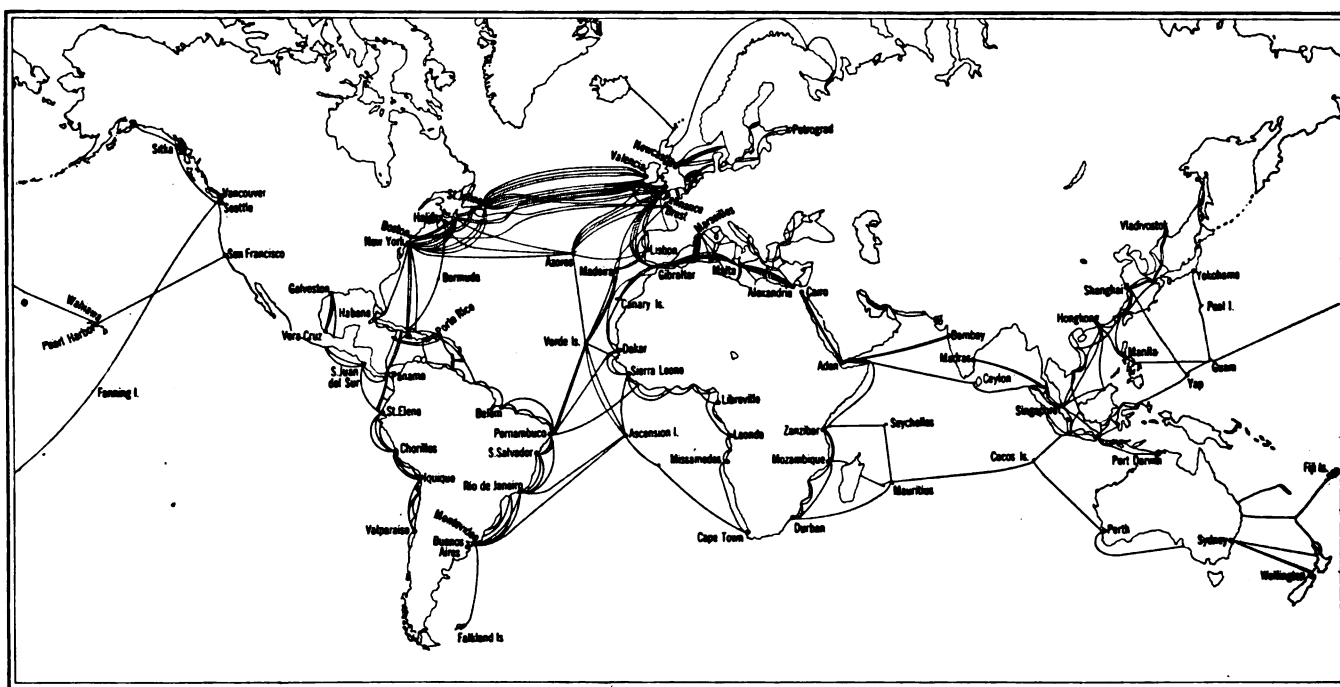 Sitka
Vancouver
Seattle
San Francisco
Pearl Harbor
Fanning I.
Galveston
Vera Cruz
Habana
S. Juan
del Sur
Panama
Porto Rico
Bermuda
Boston
New York
St. Elena
Chorillos
Iquique
Valparaiso
Belem
Pernambuco
S. Salvador
Rio de Janeiro
Montevideo
Buenos
Aires
Falkland Is
Newcastle
Valencia
Brest
Petrograd
Azores
Madeira
Lisbon
Gibralter
Marseilles
Malta
Alexandria
Cairo
Canary Is.
Verde Is.
Dakar
Sierra Leone
Libreville
Loanda
Ascension I.
Mossamedes
Cape Town
Durban
Mozambique
Zanzibar
Seychelles
Mauritius
Aden
Bombay
Madras
Ceylon
Singapore
Cocos Is.
Port Darwin
Perth
Sydney
Wellington
Fiji Is.
Vladivostok
Yokohama
Shanghai
Peel I.
Hongkong
Manila
Guam
Yap